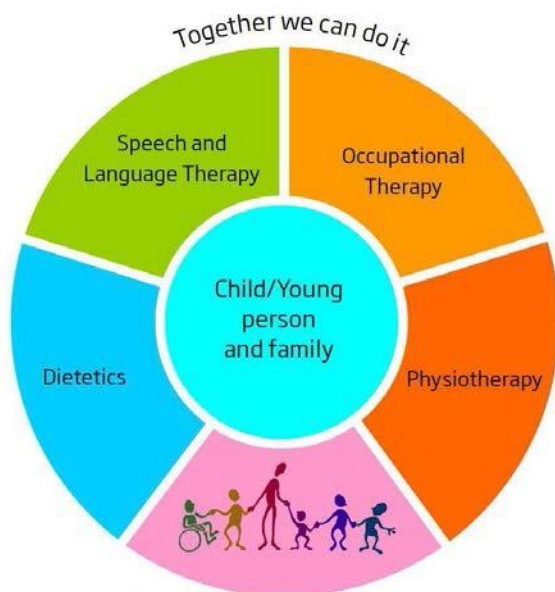 Together we can do it
Speech and
Language Therapy
Occupational
Therapy
Child/Young
person
and family
Dietetics
Physiotherapy